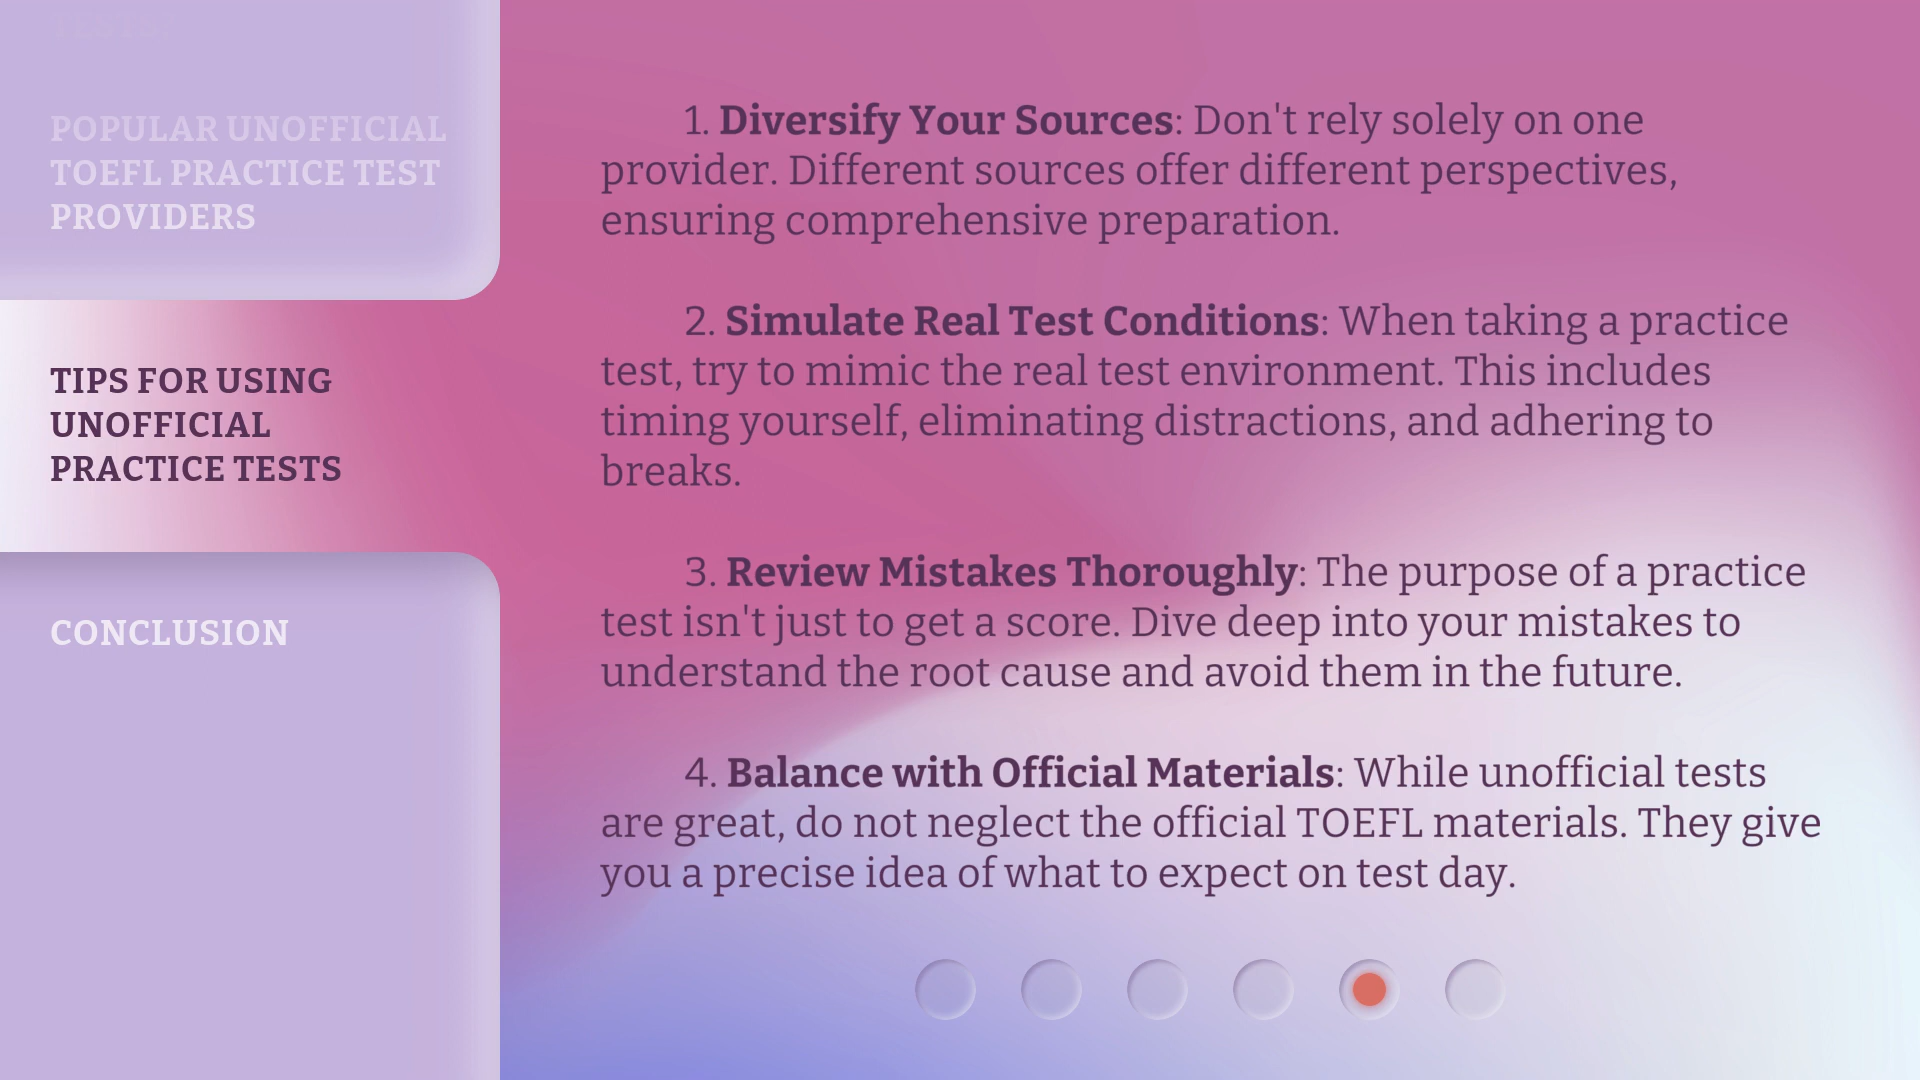 TESTS:
POPULAR UNOFFICIAL
TOEFL PRACTICE TEST
PROVIDERS
TIPS FOR USING
UNOFFICIAL
PRACTICE TESTS
CONCLUSION
1. Diversify Your Sources: Don't rely solely on one
provider. Different sources offer different perspectives,
ensuring comprehensive preparation.
2. Simulate Real Test Conditions: When taking a practice
test, try to mimic the real test environment. This includes
timing yourself, eliminating distractions, and adhering to
breaks.
3. Review Mistakes Thoroughly: The purpose of a practice
test isn't just to get a score. Dive deep into your mistakes to
understand the root cause and avoid them in the future.
4. Balance with Official Materials: While unofficial tests
are great, do not neglect the official TOEFL materials. They give
you a precise idea of what to expect on test day.